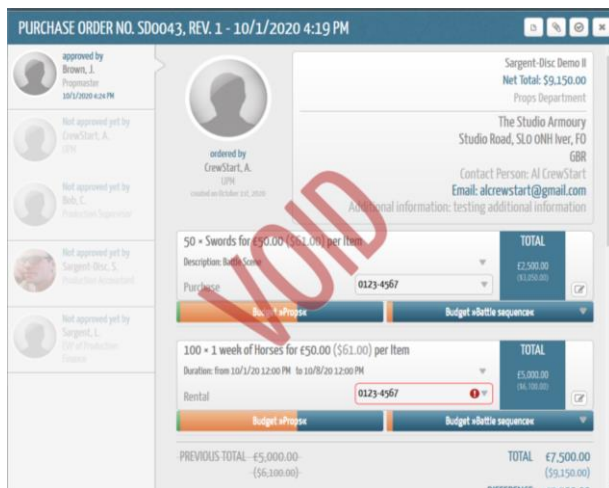 PURCHASE ORDER NO. SD0043, REV. 1 - 10/1/2020 4:19 PM
approved by
Brown, J.
Propmaster
10/1/2020 4:24 PM
Not approved yet by
CrewStart, A.
UPM
Not approved yet by
Bob, C.
Production Supervisor
Not approved yet by
Sargent-Disc, S.
Production Accountant
Not approved yet by
Sargent, L.
EVP of Production
Finance
ordered by
CrewStart, A.
UPM
created on October 1st, 2020
Sargent-Disc Demo II
Net Total: $9,150.00
Props Department
The Studio Armoury
Studio Road, SL0 0NH Iver, FO
GBR
Contact Person: Al CrewStart
Email: alcrewstart@gmail.com
Additional information: testing additional information
VOID
50 × Swords for £50.00 ($61.00) per Item
Description: Battle Scene
Purchase
0123-4567
TOTAL
£2,500.00
($3,050.00)
Budget »Props«
Budget »Battle sequence«
100 × 1 week of Horses for £50.00 ($61.00) per Item
Duration: from 10/1/20 12:00 PM to 10/8/20 12:00 PM
Rental
0123-4567
TOTAL
£5,000.00
($6,100.00)
Budget »Props«
Budget »Battle sequence«
PREVIOUS TOTAL £5,000.00
($6,100.00)
TOTAL £7,500.00
($9,150.00)